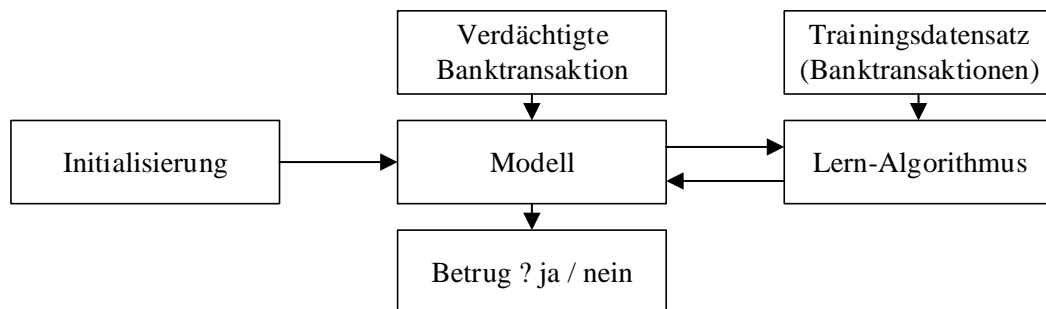 Verdächtigte
Banktransaktion
Trainingsdatensatz
(Banktransaktionen)
Initialisierung
Modell
Lern-Algorithmus
Betrug ? ja / nein